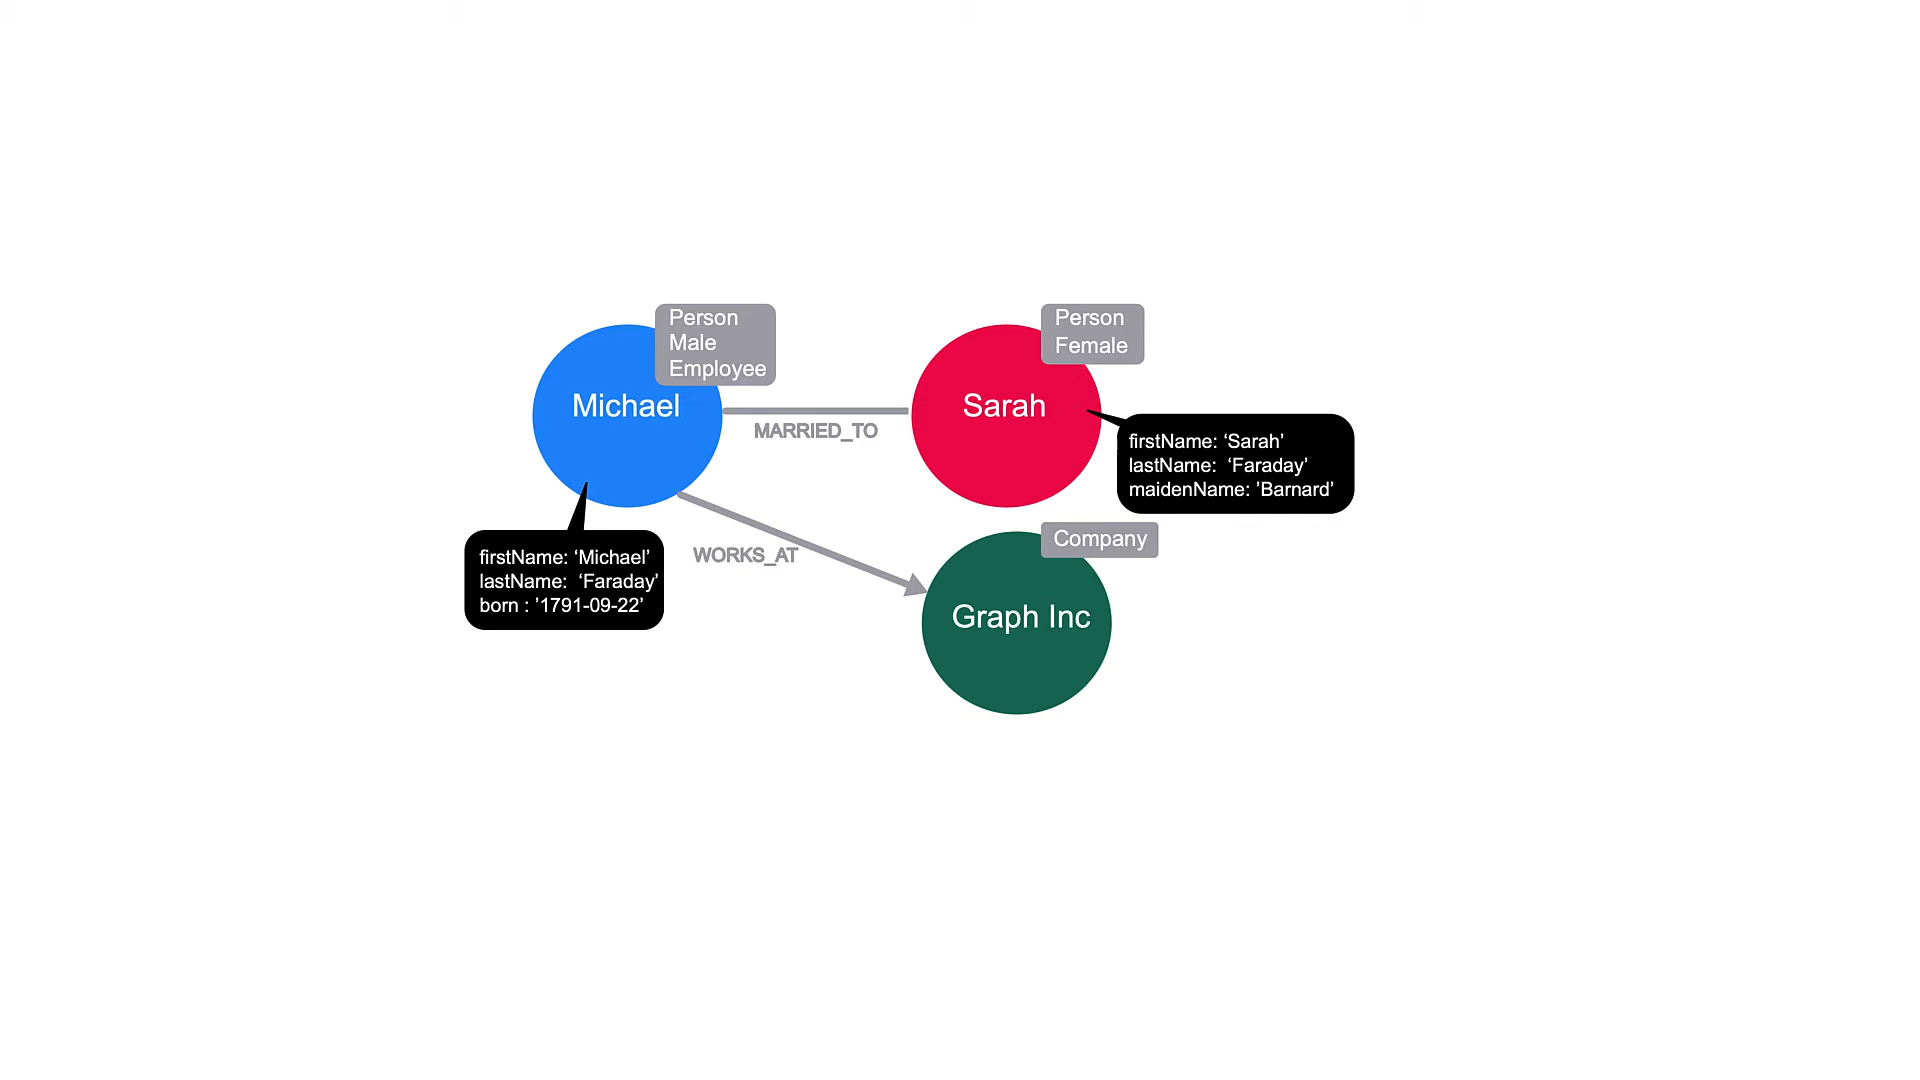 Person
Male
Employee
Michael
Person
Female
Sarah
MARRIED_TO
firstName: ‘Sarah’
lastName:  ‘Faraday’
maidenName: ’Barnard’
firstName: ‘Michael’
lastName:  ‘Faraday’
born : ’1791-09-22’
WORKS_AT
Company
Graph Inc